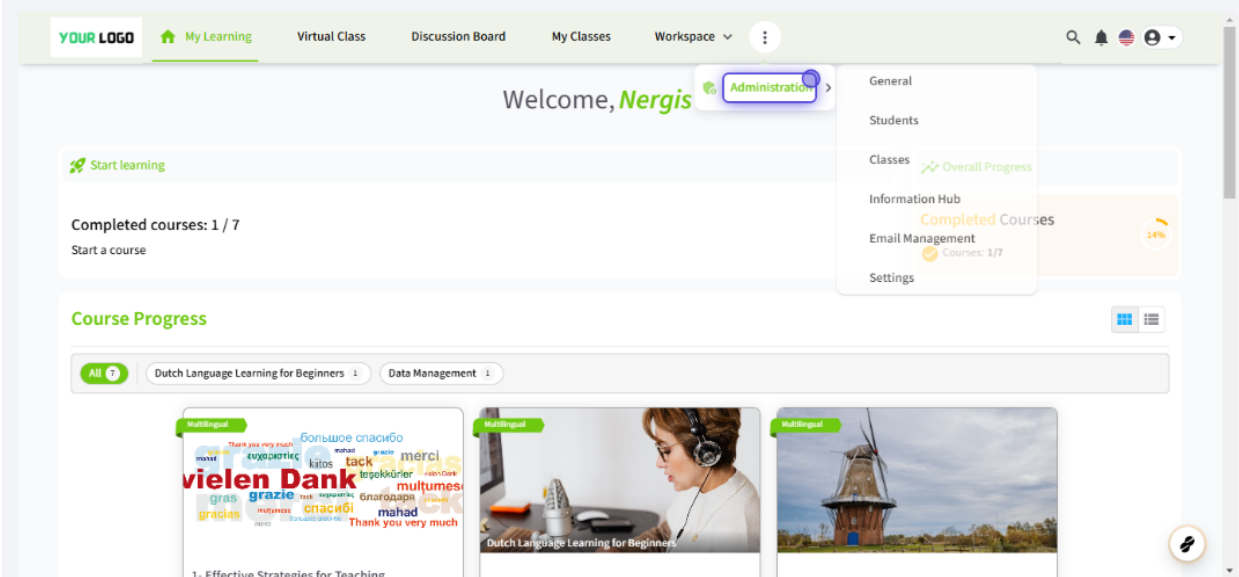 YOUR LOGO
My Learning
Virtual Class
Discussion Board
My Classes
Workspace
Administration
General
Students
Classes
Information Hub
Email Management
Settings
Welcome, Nergis
Start learning
Overall Progress
Completed courses: 1 / 7
Start a course
Completed Courses
Courses: 1/7
14%
Course Progress
All 7
Dutch Language Learning for Beginners 1
Data Management 1
Multilingual
Thank you very much
большое спасибо
mahad
ευχαριστίες
kiitos
tack
grazie
merci
vielen Dank
teşekkürler
mulțumesc
gras
grazie
благодаря
gracias
спасибі
mahad
Thank you very much
1- Effective Strategies for Teaching
Multilingual
Dutch Language Learning for Beginners
Multilingual